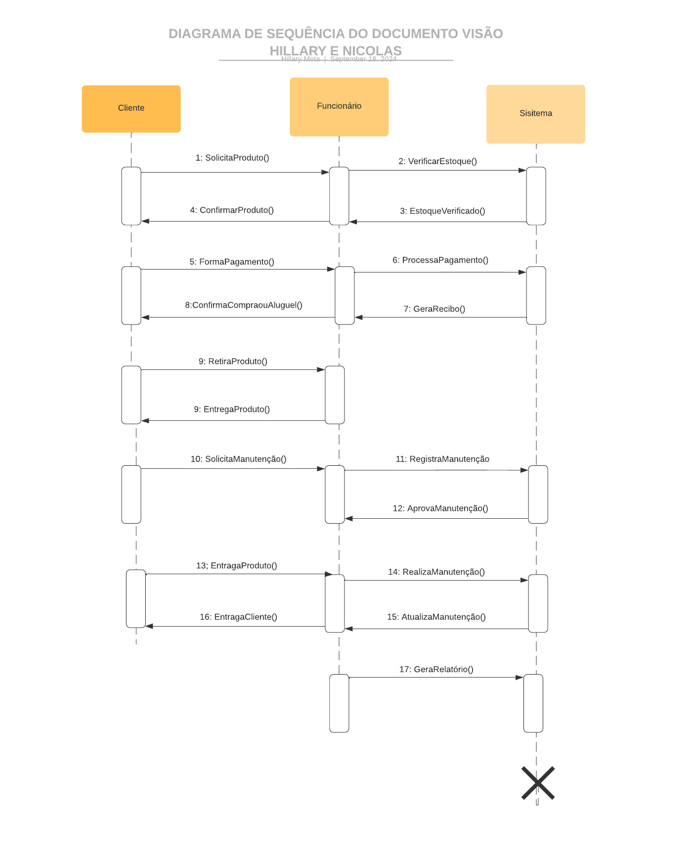 DIAGRAMA DE SEQUÊNCIA DO DOCUMENTO VISÃO
HILLARY E NICOLAS
Hillary Mota | September 18, 2024
Cliente
Funcionário
Sisitema
1: SolicitaProduto()
2: VerificarEstoque()
4: ConfirmarProduto()
3: EstoqueVerificado()
5: FormaPagamento()
6: ProcessaPagamento()
8:ConfirmaCompraouAluguel()
7: GeraRecibo()
9: RetiraProduto()
9: EntregaProduto()
10: SolicitaManutenção()
11: RegistraManutenção
12: AprovaManutenção()
13; EntragaProduto()
14: RealizaManutenção()
16: EntragaCliente()
15: AtualizaManutenção()
17: GeraRelatório()